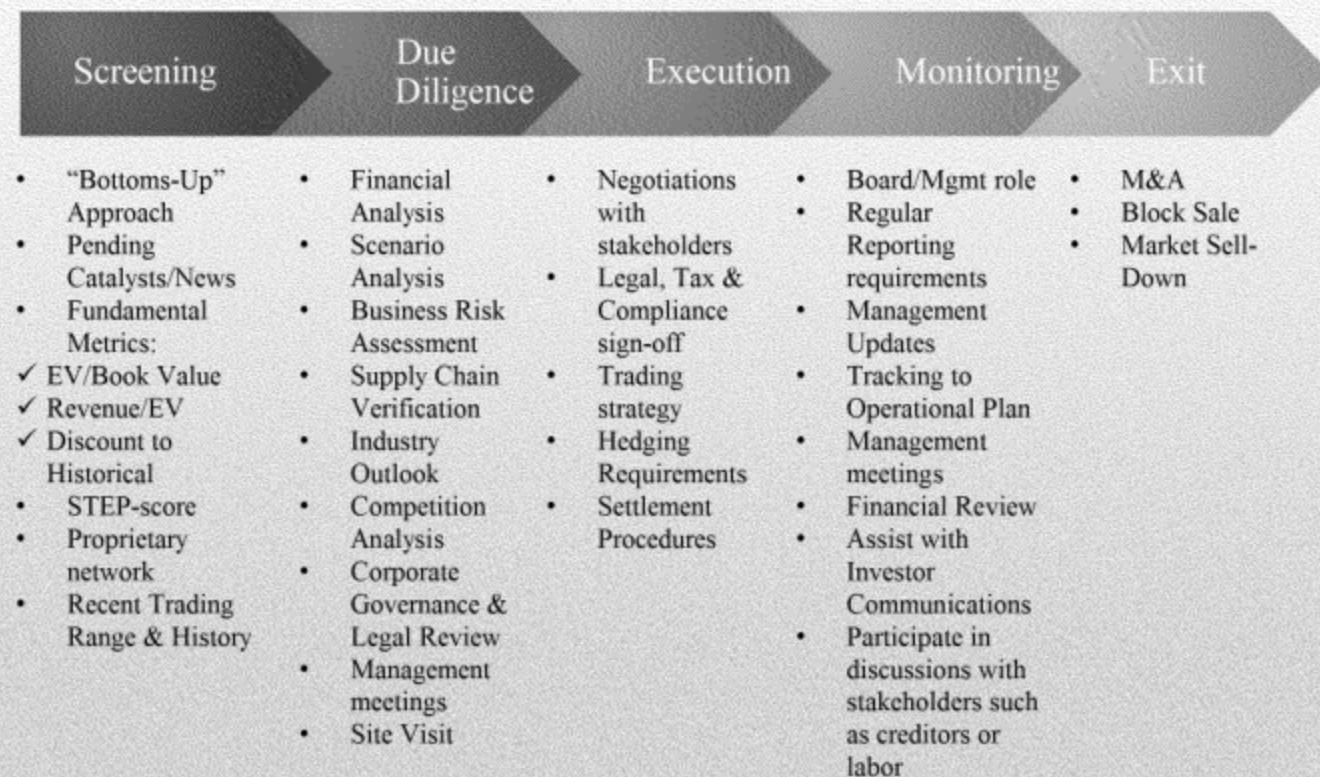 Screening
Due
Diligence
Execution
Monitoring
Exit
• “Bottoms-Up”
Approach
• Pending
Catalysts/News
• Fundamental
Metrics:
✓ EV/Book Value
✓ Revenue/EV
✓ Discount to
Historical
• STEP-score
• Proprietary
network
• Recent Trading
Range & History
• Financial
Analysis
• Scenario
Analysis
• Business Risk
Assessment
• Supply Chain
Verification
• Industry
Outlook
• Competition
Analysis
• Corporate
Governance &
Legal Review
• Management
meetings
• Site Visit
• Negotiations
with
stakeholders
• Legal, Tax &
Compliance
sign-off
• Trading
strategy
• Hedging
Requirements
• Settlement
Procedures
• Board/Mgmt role
• Regular
Reporting
requirements
• Management
Updates
• Tracking to
Operational Plan
• Management
meetings
• Financial Review
• Assist with
Investor
Communications
• Participate in
discussions with
stakeholders such
as creditors or
labor
• M&A
• Block Sale
• Market Sell-
Down